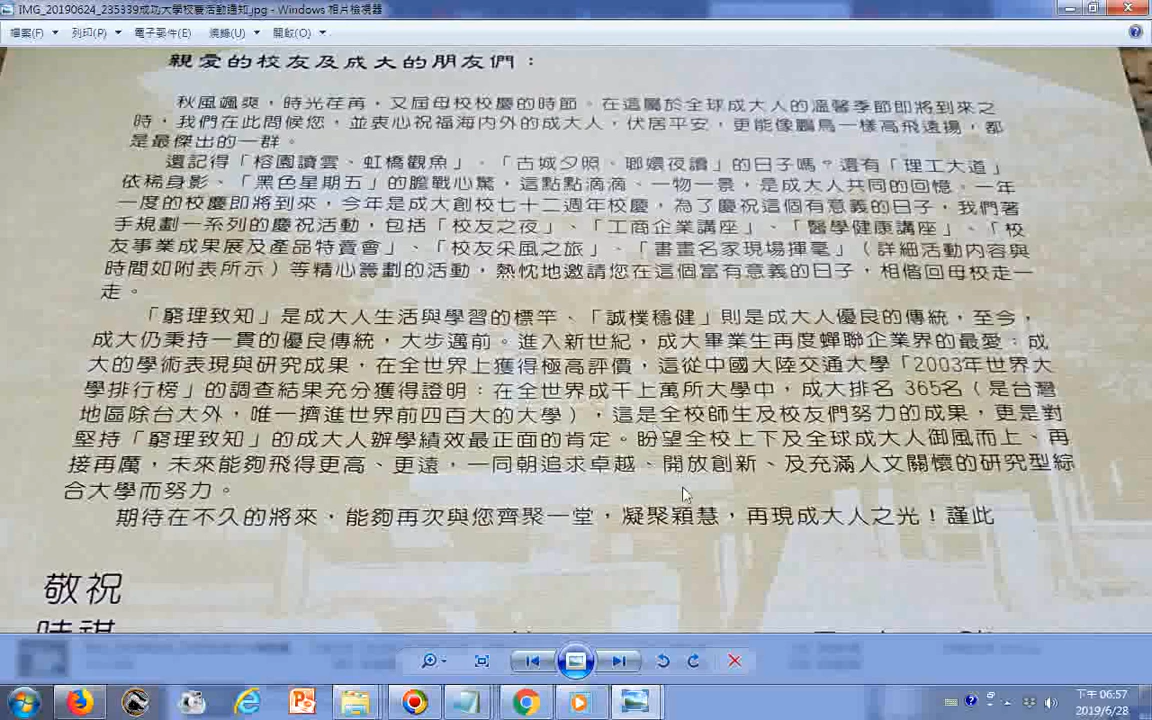 IMG_20190624_235339成功大學校慶活動通知.jpg - Windows 相片檢視器
檔案(F) 列印(P) 電子郵件(E) 燒錄(U) 開啟(O)
親愛的校友及成大的朋友們：
秋風颯爽，時光荏苒，又屆母校校慶的時節。在這屬於全球成大人的溫馨季節即將到來之
時，我們在此問候您，並衷心祝福海內外的成大人，伏居平安，更能像鵬鳥一樣高飛遠揚，都
是最傑出的一群。
還記得「榕園讀雲、虹橋觀魚」、「古城夕照、瑯嬛夜讀」的日子嗎？還有「理工大道」
依稀身影、「黑色星期五」的膽戰心驚，這點點滴滴、一物一景，是成大人共同的回憶。一年
一度的校慶即將到來，今年是成大創校七十二週年校慶，為了慶祝這個有意義的日子，我們著
手規劃一系列的慶祝活動，包括「校友之夜」、「工商企業講座」、「醫學健康講座」、「校
友事業成果展及產品特賣會」、「校友采風之旅」、「書畫名家現場揮毫」（詳細活動內容與
時間如附表所示）等精心籌劃的活動，熱忱地邀請您在這個富有意義的日子，相偕回母校走一
走。
「窮理致知」是成大人生活與學習的標竿、「誠樸穩健」則是成大人優良的傳統，至今，
成大仍秉持一貫的優良傳統，大步邁前。進入新世紀，成大畢業生再度蟬聯企業界的最愛；成
大的學術表現與研究成果，在全世界上獲得極高評價，這從中國大陸交通大學「2003年世界大
學排行榜」的調查結果充分獲得證明：在全世界成千上萬所大學中，成大排名 365名（是台灣
地區除台大外，唯一擠進世界前四百大的大學），這是全校師生及校友們努力的成果，更是對
堅持「窮理致知」的成大人辦學績效最正面的肯定。盼望全校上下及全球成大人御風而上、再
接再厲，未來能夠飛得更高、更遠，一同朝追求卓越、開放創新、及充滿人文關懷的研究型綜
合大學而努力。
期待在不久的將來，能夠再次與您齊聚一堂，凝聚穎慧，再現成大人之光！謹此
敬祝
時祺
下午 06:57
2019/6/28